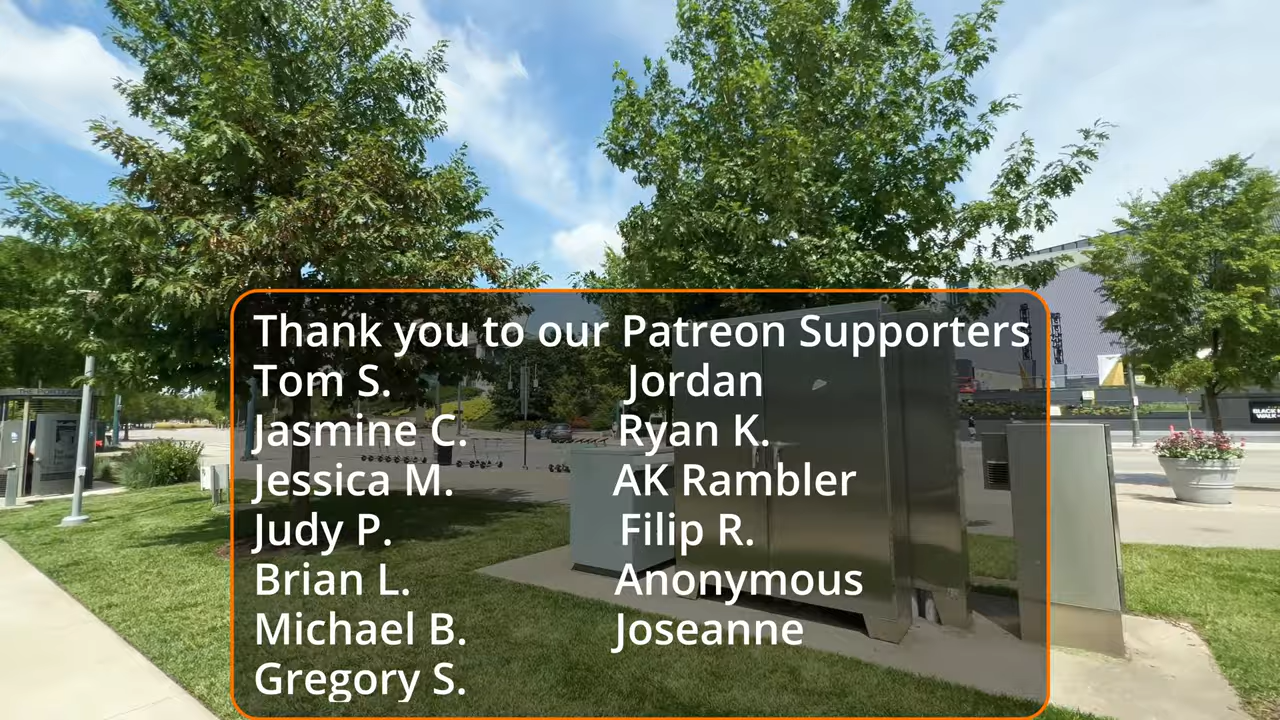 Thank you to our Patreon Supporters
Tom S. Jordan
Jasmine C. Ryan K.
Jessica M. AK Rambler
Judy P. Filip R.
Brian L. Anonymous
Michael B. Joseanne
Gregory S.